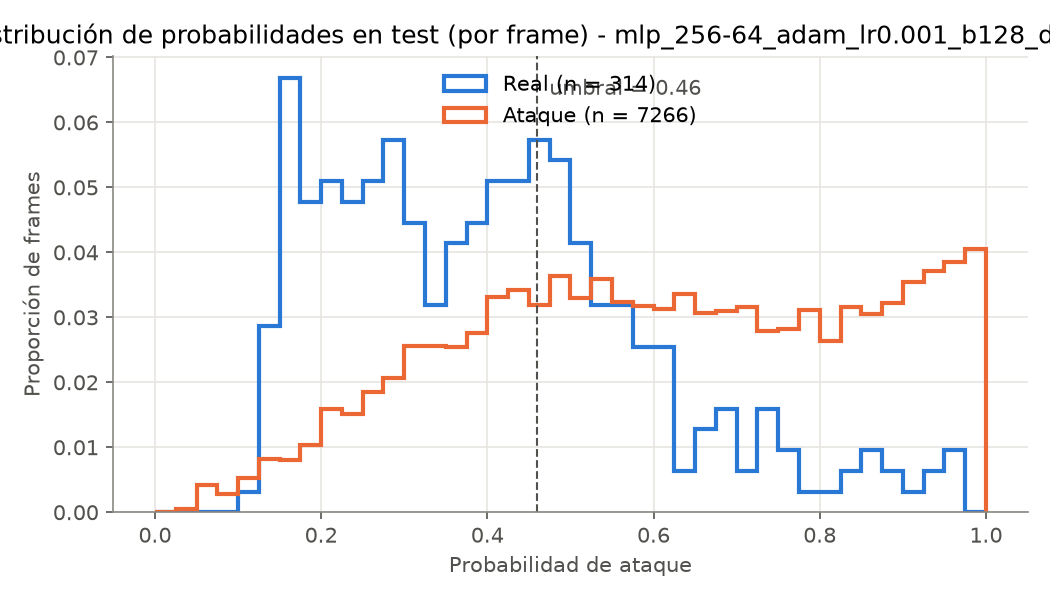 stribución de probabilidades en test (por frame) - mlp_256-64_adam_lr0.001_b128_d
Real (n = 314)
umbral = 0.46
Ataque (n = 7266)
Proporción de frames
0.07
0.06
0.05
0.04
0.03
0.02
0.01
0.00
0.0 0.2 0.4 0.6 0.8 1.0
Probabilidad de ataque